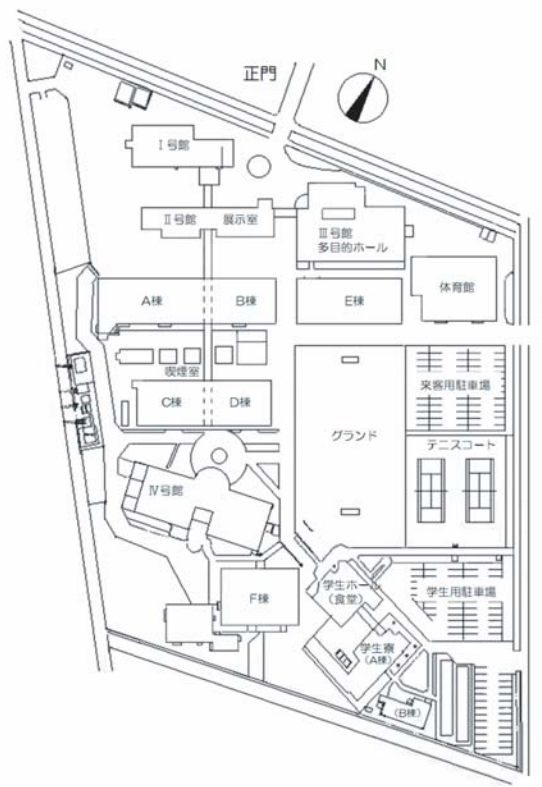 正門
N
Ⅰ号館
Ⅱ号館
展示室
Ⅲ号館
多目的ホール
体育館
A棟
B棟
E棟
喫煙室
来客用駐車場
C棟
D棟
グランド
テニスコート
Ⅳ号館
F棟
学生ホール
(食堂)
学生用駐車場
学生寮
(A棟)
(B棟)